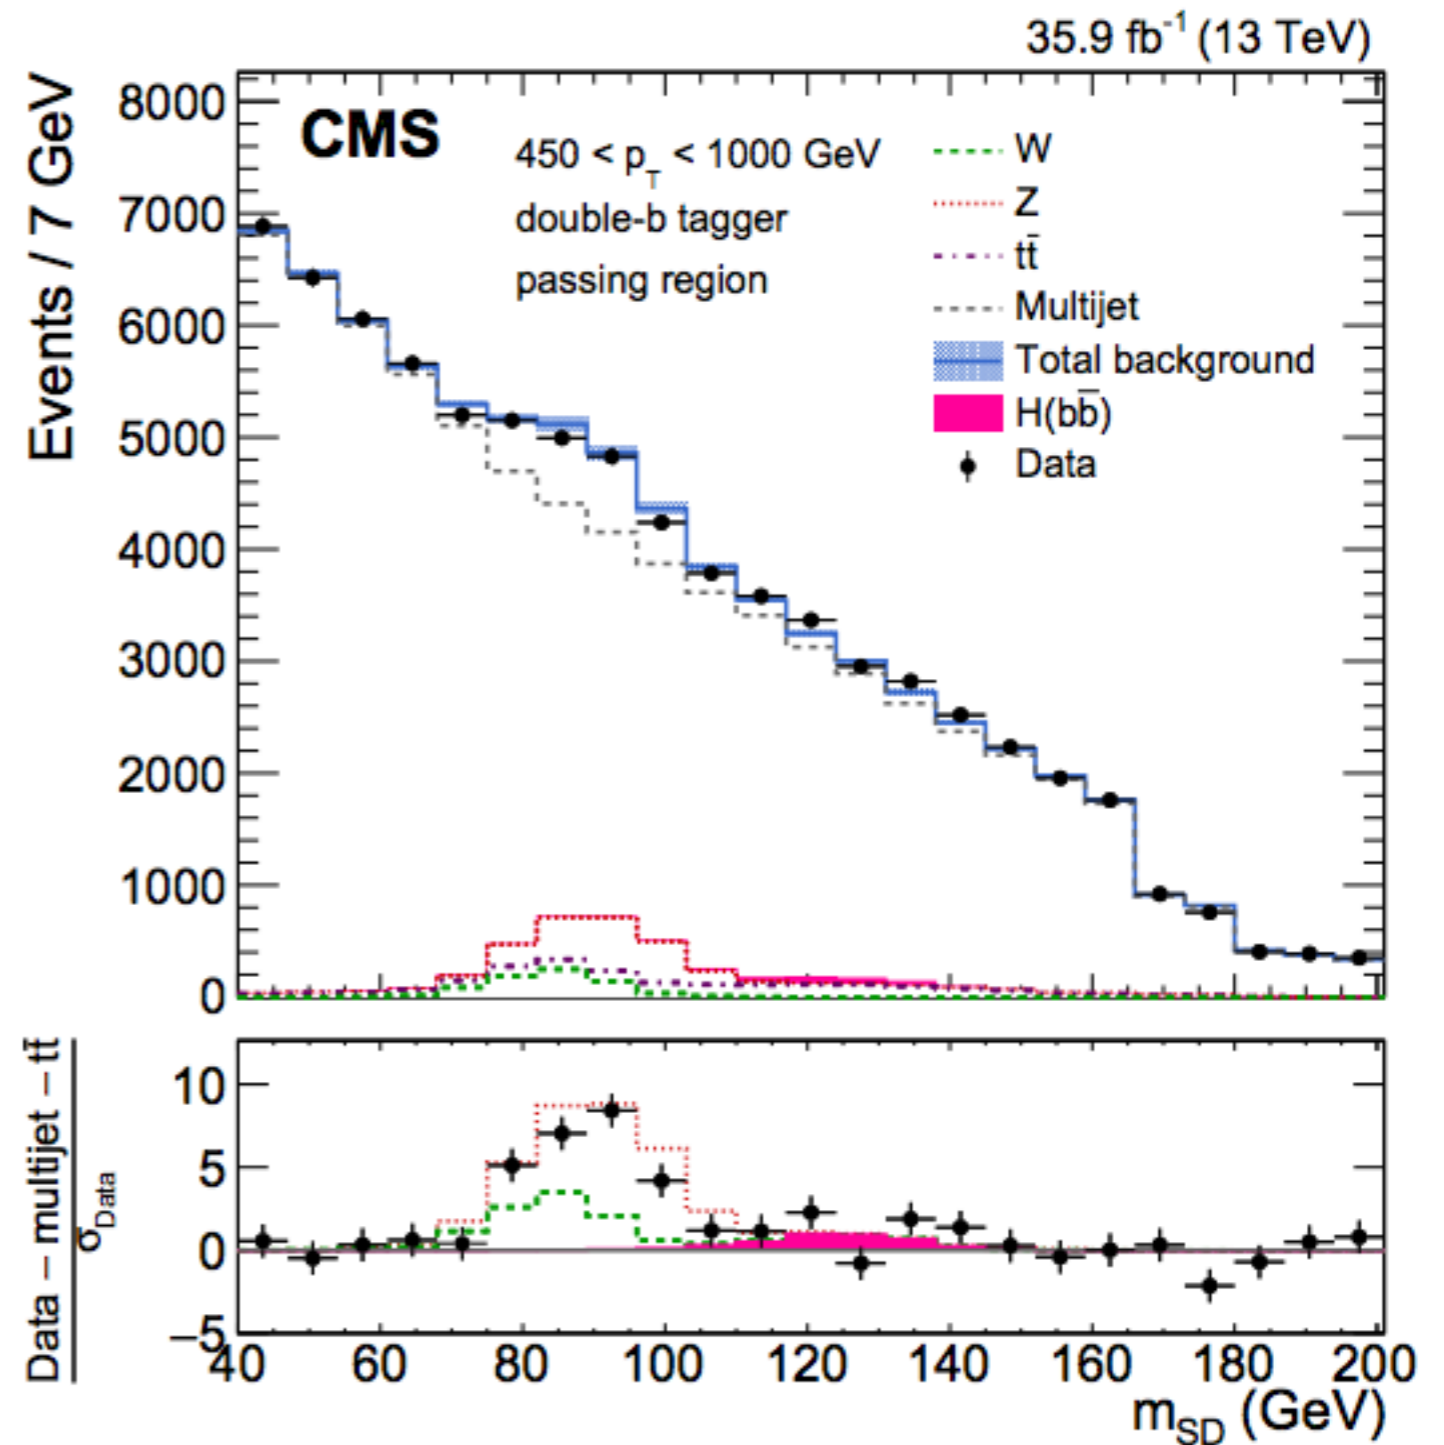 35.9 fb⁻¹ (13 TeV)
Events / 7 GeV
8000
7000
6000
5000
4000
3000
2000
1000
0
CMS
450 < p_T < 1000 GeV
double-b tagger
passing region
W
Z
tt̄
Multijet
Total background
H(bb̄)
Data
Data – multijet – tt̄
σ_Data
10
5
0
–5
40 60 80 100 120 140 160 180 200
m_SD (GeV)